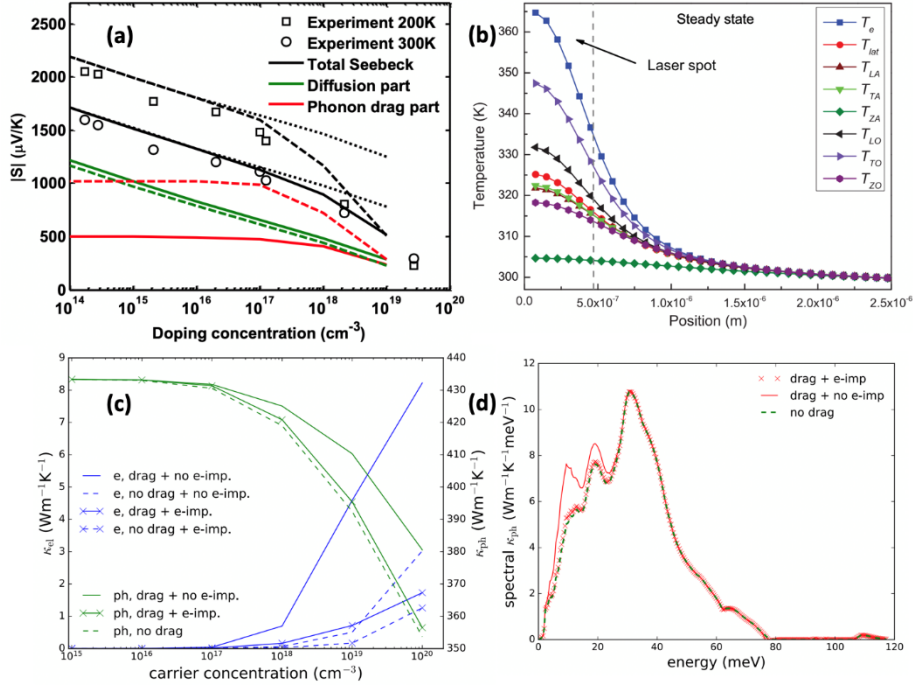 (a)
Experiment 200K
Experiment 300K
Total Seebeck
Diffusion part
Phonon drag part
|S| (μV/K)
2500
2000
1500
1000
500
0
10^14
10^15
10^16
10^17
10^18
10^19
10^20
Doping concentration (cm^-3)
(b)
Steady state
Laser spot
T_e
T_lat
T_LA
T_TA
T_ZA
T_LO
T_TO
T_ZO
Temperature (K)
360
350
340
330
320
310
300
0
5.0x10^-7
1.0x10^-6
1.5x10^-6
2.0x10^-6
2.5x10^-6
Position (m)
(c)
κ_el (Wm^−1K^−1)
9
8
7
6
5
4
3
2
1
0
e, drag + no e-imp.
e, no drag + no e-imp.
e, drag + e-imp.
e, no drag + e-imp.
ph, drag + no e-imp.
ph, drag + e-imp.
ph, no drag
440
430
420
410
400
390
380
370
360
350
κ_ph (Wm^−1K^−1)
10^15
10^16
10^17
10^18
10^19
10^20
carrier concentration (cm^−3)
(d)
drag + e-imp
drag + no e-imp
no drag
spectral κ_ph (Wm^−1K^−1meV^−1)
12
10
8
6
4
2
0
0
20
40
60
80
100
120
energy (meV)